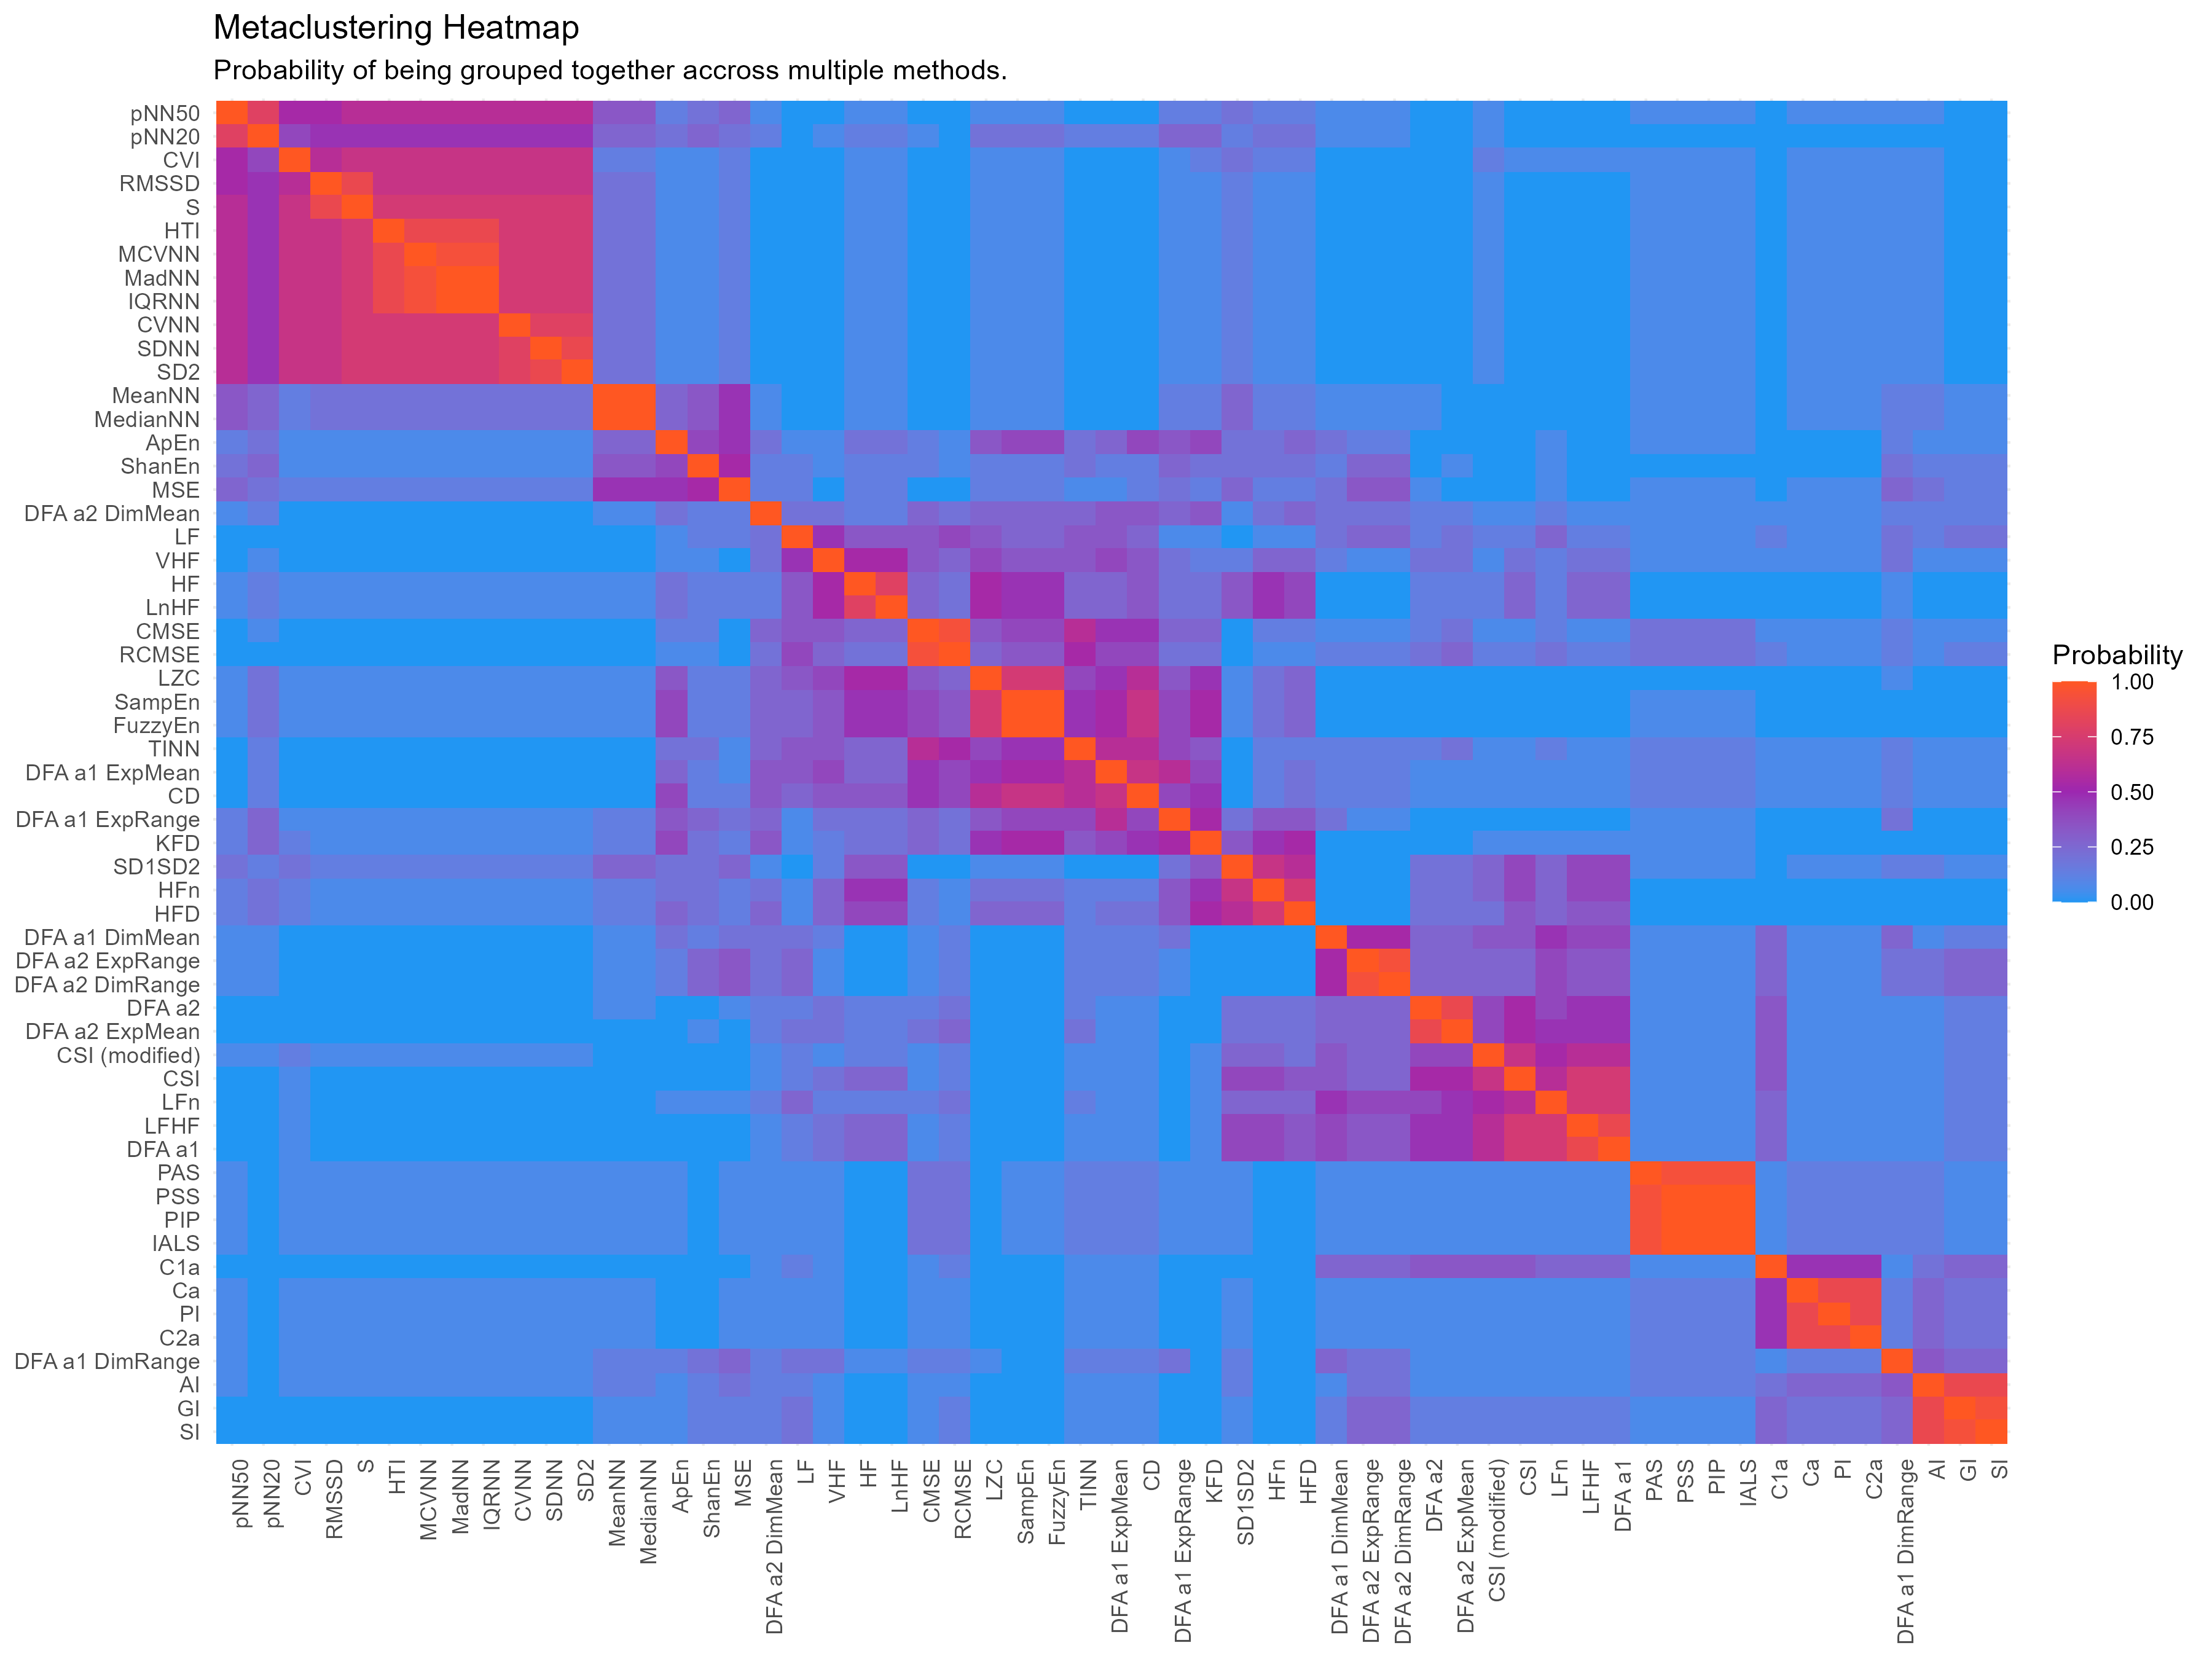 Metaclustering Heatmap
Probability of being grouped together accross multiple methods.
pNN50
pNN20
CVI
RMSSD
S
HTI
MCVNN
MadNN
IQRNN
CVNN
SDNN
SD2
MeanNN
MedianNN
ApEn
ShanEn
MSE
DFA a2 DimMean
LF
VHF
HF
LnHF
CMSE
RCMSE
LZC
SampEn
FuzzyEn
TINN
DFA a1 ExpMean
CD
DFA a1 ExpRange
KFD
SD1SD2
HFn
HFD
DFA a1 DimMean
DFA a2 ExpRange
DFA a2 DimRange
DFA a2
DFA a2 ExpMean
CSI (modified)
CSI
LFn
LFHF
DFA a1
PAS
PSS
PIP
IALS
C1a
Ca
PI
C2a
DFA a1 DimRange
AI
GI
SI
pNN50
pNN20
CVI
RMSSD
S
HTI
MCVNN
MadNN
IQRNN
CVNN
SDNN
SD2
MeanNN
MedianNN
ApEn
ShanEn
MSE
DFA a2 DimMean
LF
VHF
HF
LnHF
CMSE
RCMSE
LZC
SampEn
FuzzyEn
TINN
DFA a1 ExpMean
CD
DFA a1 ExpRange
KFD
SD1SD2
HFn
HFD
DFA a1 DimMean
DFA a2 ExpRange
DFA a2 DimRange
DFA a2
DFA a2 ExpMean
CSI (modified)
CSI
LFn
LFHF
DFA a1
PAS
PSS
PIP
IALS
C1a
Ca
PI
C2a
DFA a1 DimRange
AI
GI
SI
Probability
1.00
0.75
0.50
0.25
0.00